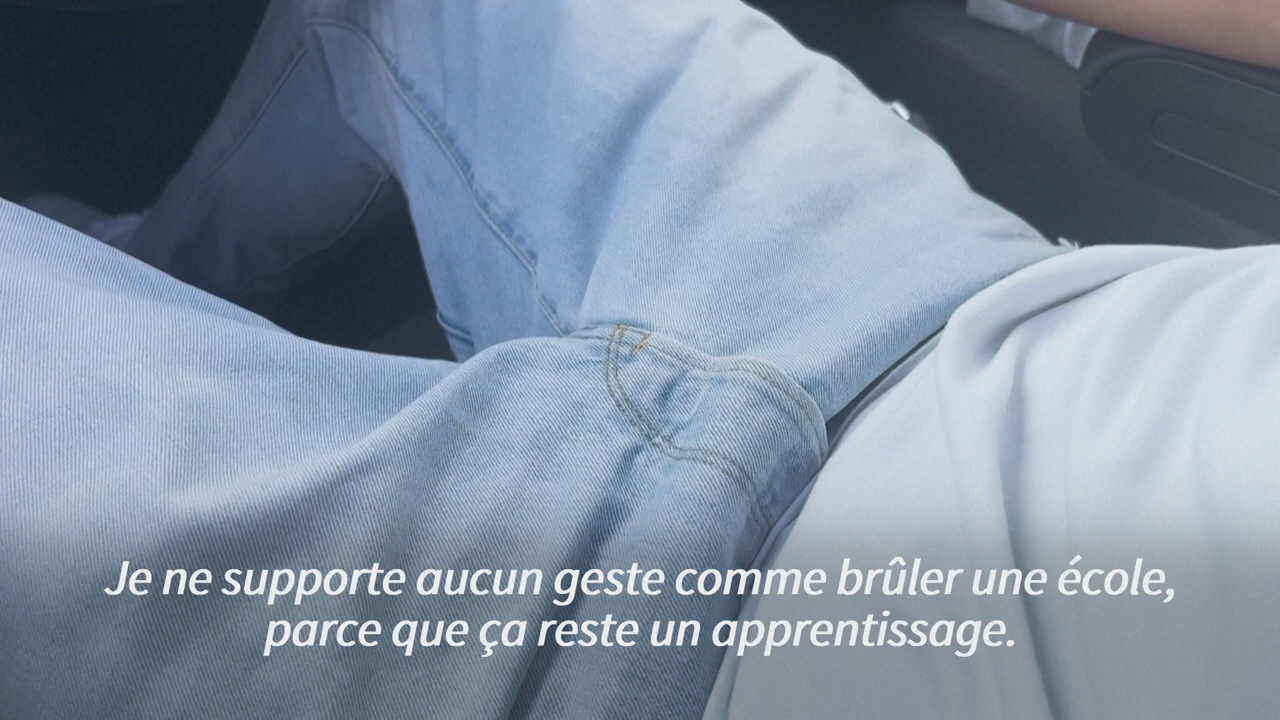 Je ne supporte aucun geste comme brûler une école,
parce que ça reste un apprentissage.